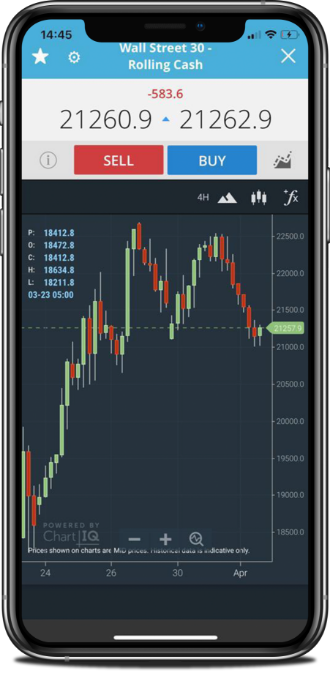 14:45
Wall Street 30 -
Rolling Cash
-583.6
21260.9 21262.9
SELL BUY
4H
P: 18412.8
O: 18472.8
C: 18412.8
H: 18634.8
L: 18211.8
03-23 05:00
22500.0
22000.0
21500.0
21257.9
21000.0
20500.0
20000.0
19500.0
19000.0
18500.0
POWERED BY
ChartIQ
Prices shown on charts are MID prices. Historical data is indicative only.
24 26 30 Apr